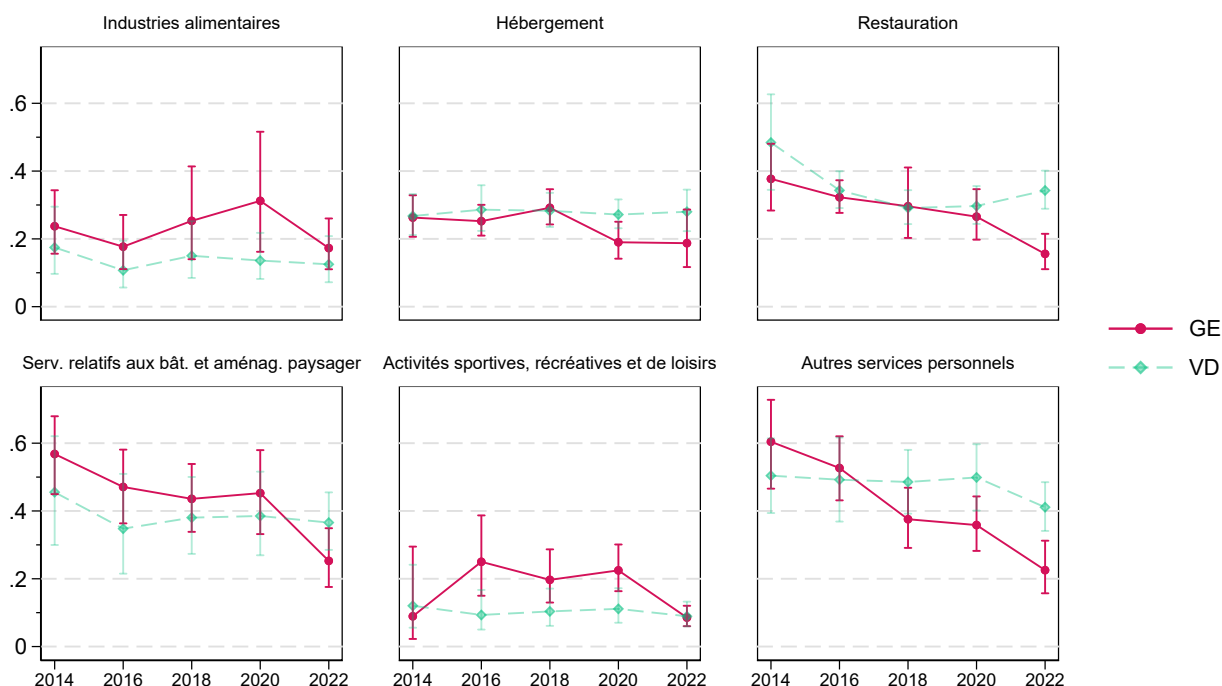 Industries alimentaires
Hébergement
Restauration
.6
.4
.2
0
GE
VD
Serv. relatifs aux bât. et aménag. paysager
Activités sportives, récréatives et de loisirs
Autres services personnels
.6
.4
.2
0
2014 2016 2018 2020 2022
2014 2016 2018 2020 2022
2014 2016 2018 2020 2022